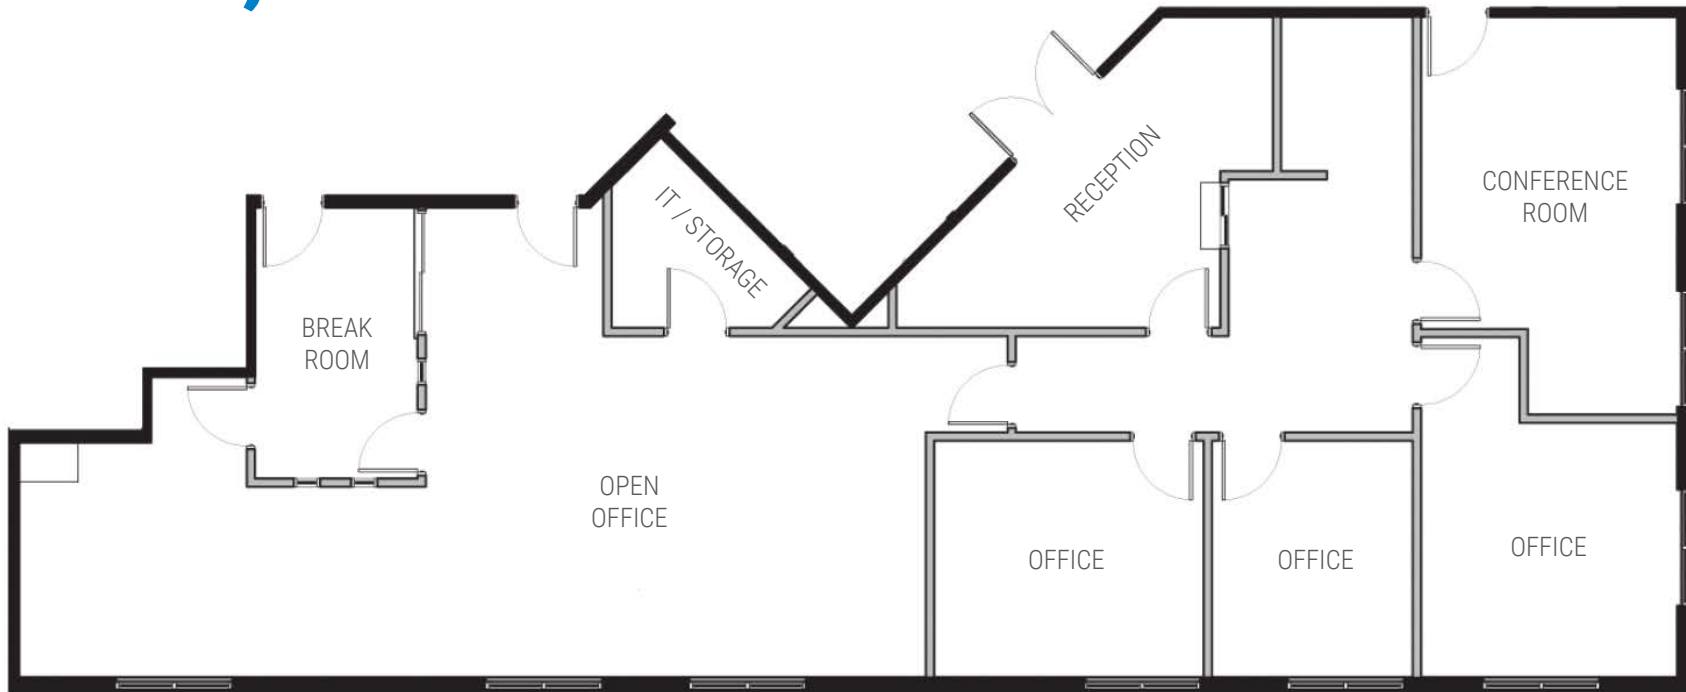 RECEPTION
CONFERENCE
ROOM
IT / STORAGE
BREAK
ROOM
OPEN
OFFICE
OFFICE
OFFICE
OFFICE